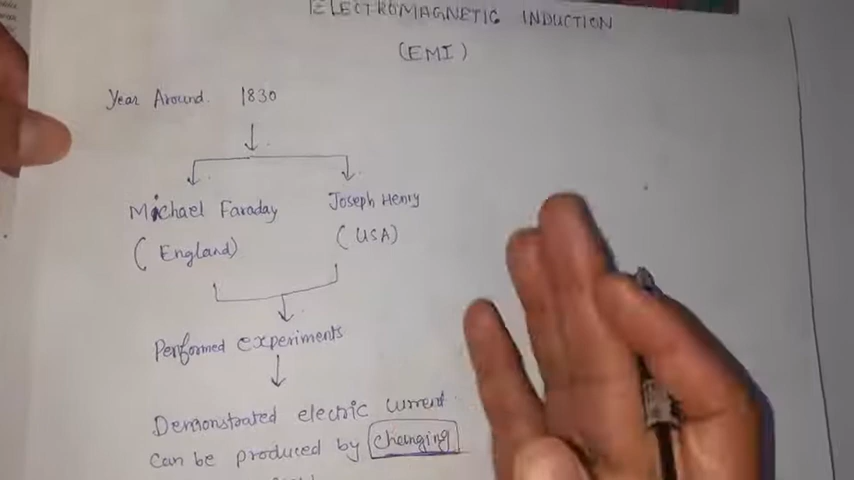 ELECTROMAGNETIC INDUCTION
(EMI)
Year Around. 1830
Michael Faraday
Joseph Henry
(England)
(USA)
Performed experiments
Demonstrated electric current
can be produced by changing